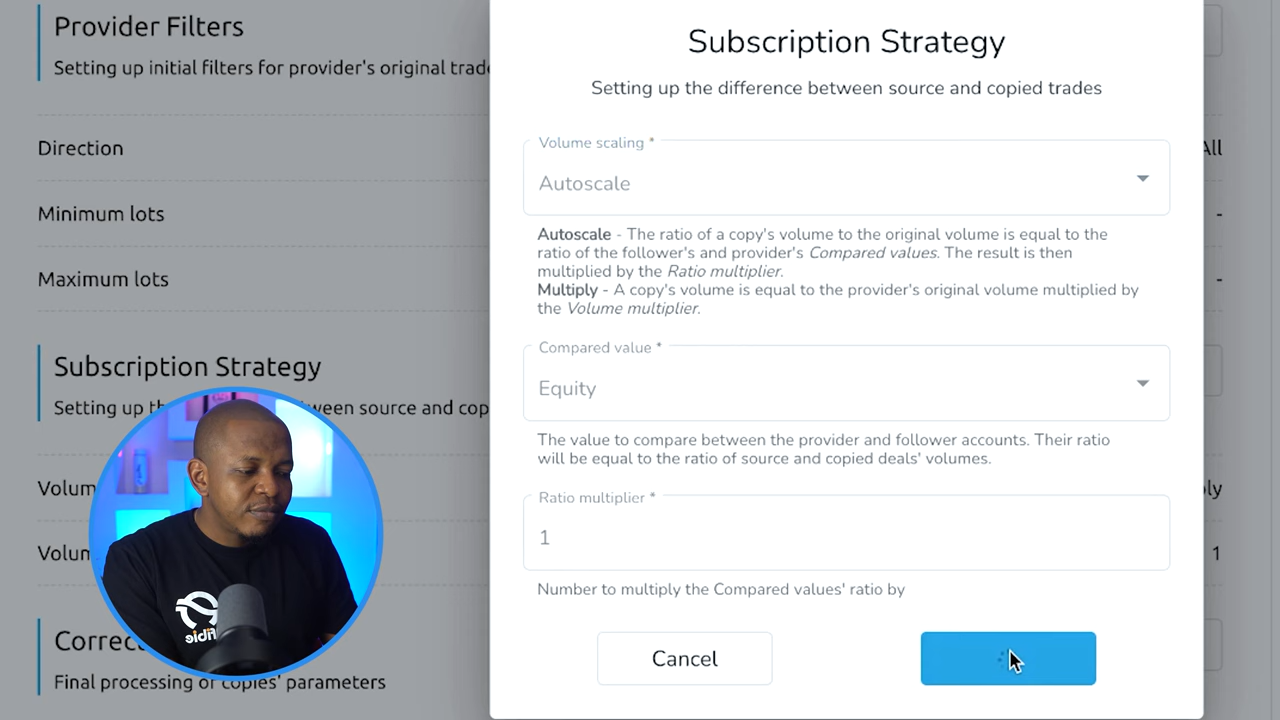 Provider Filters
Setting up initial filters for provider's original trade
Direction
All
Minimum lots
-
Maximum lots
-
Subscription Strategy
Setting up
between source and cop
Volum
Volum
1
Final processing of copies' parameters
Subscription Strategy
Setting up the difference between source and copied trades
Volume scaling *
Autoscale
Autoscale - The ratio of a copy's volume to the original volume is equal to the
ratio of the follower's and provider's Compared values. The result is then
multiplied by the Ratio multiplier.
Multiply - A copy's volume is equal to the provider's original volume multiplied by
the Volume multiplier.
Compared value *
Equity
The value to compare between the provider and follower accounts. Their ratio
will be equal to the ratio of source and copied deals' volumes.
Ratio multiplier *
1
Number to multiply the Compared values' ratio by
Cancel